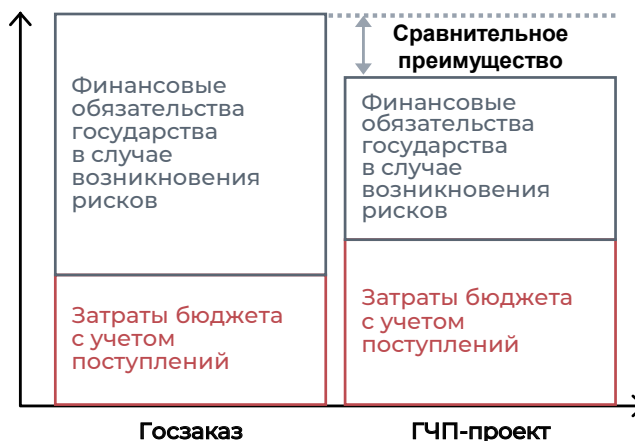 Сравнительное
преимущество
Финансовые
обязательства
государства
в случае
возникновения
рисков
Финансовые
обязательства
государства
в случае
возникновения
рисков
Затраты бюджета
с учетом
поступлений
Затраты бюджета
с учетом
поступлений
Госзаказ
ГЧП-проект